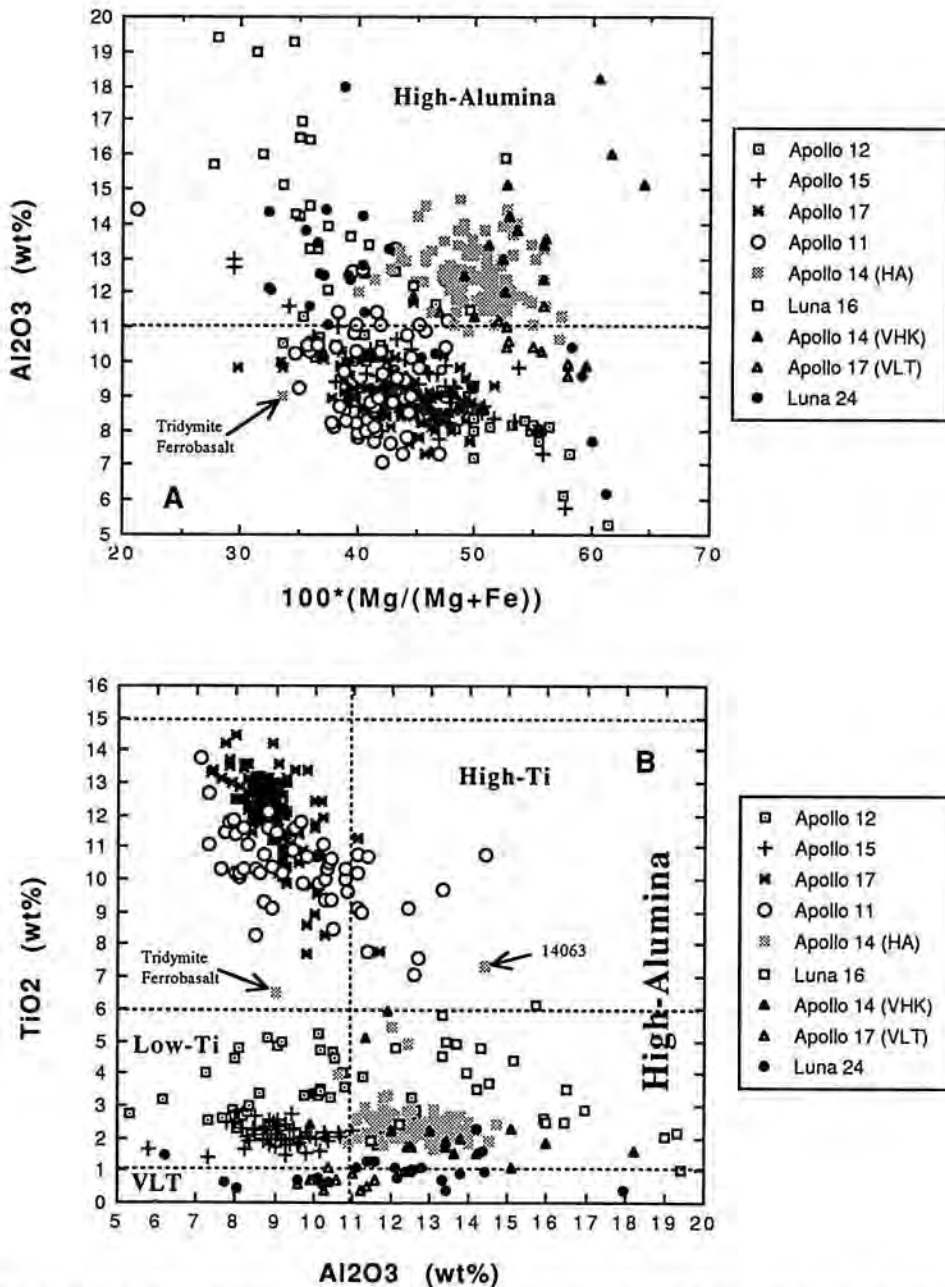 20
19
18
17
16
15
14
13
12
11
10
9
8
7
6
5
Al2O3 (wt%)
High-Alumina
Tridymite
Ferrobasalt
A
20 30 40 50 60 70
100*(Mg/(Mg+Fe))
Apollo 12
Apollo 15
Apollo 17
Apollo 11
Apollo 14 (HA)
Luna 16
Apollo 14 (VHK)
Apollo 17 (VLT)
Luna 24
16
15
14
13
12
11
10
9
8
7
6
5
4
3
2
1
0
TiO2 (wt%)
B
High-Ti
Tridymite
Ferrobasalt
14063
High-Alumina
Low-Ti
VLT
5 6 7 8 9 10 11 12 13 14 15 16 17 18 19 20
Al2O3 (wt%)
Apollo 12
Apollo 15
Apollo 17
Apollo 11
Apollo 14 (HA)
Luna 16
Apollo 14 (VHK)
Apollo 17 (VLT)
Luna 24